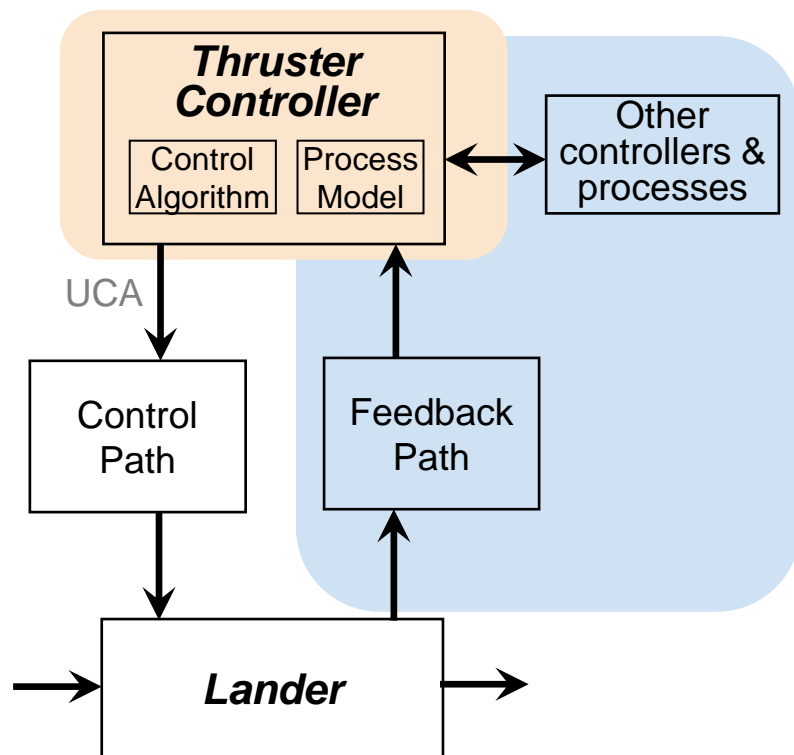 Thruster
Controller
Control
Algorithm
Process
Model
Other
controllers &
processes
UCA
Control
Path
Feedback
Path
Lander